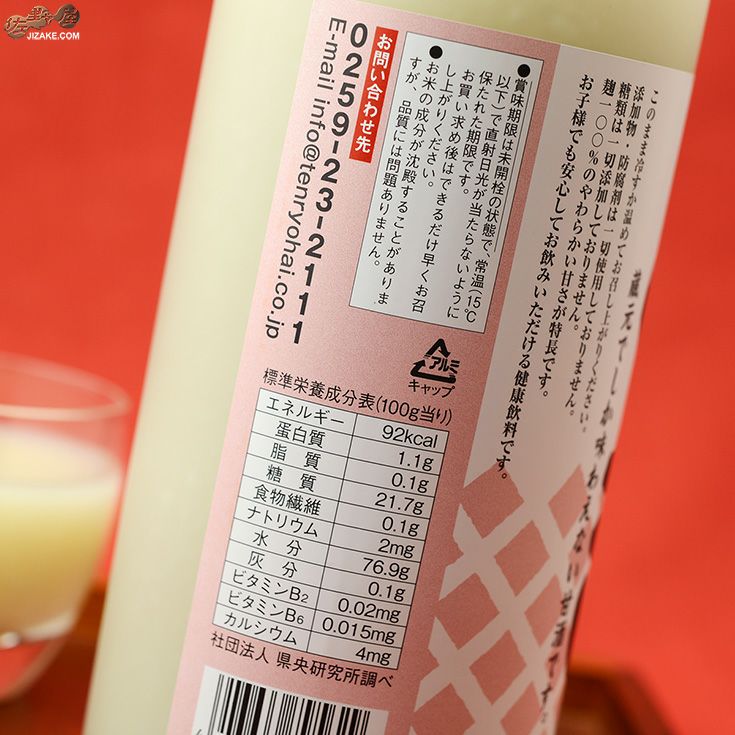 佐野屋
JIZAKE.COM
蔵元でしか味わえない甘酒です。
このまま冷すか温めてお召し上がりください。
添加物・防腐剤は一切使用しておりません。
糖類は一切添加しておりません。
麹一〇〇%のやわらかい甘さが特長です。
お子様でも安心してお飲みいただける健康飲料です。
●賞味期限は未開栓の状態で、常温(15℃
以下)で直射日光が当たらないように
保たれた期限です。
お買い求め後はできるだけ早くお召
し上がりください。
●お米の成分が沈殿することがありま
すが、品質には問題ありません。
お問い合わせ先
0259-23-2111
E-mail info@tenryohai.co.jp
アルミ
キャップ
標準栄養成分表(100g当り)
エネルギー 92kcal
蛋白質 1.1g
脂質 0.1g
糖質 21.7g
食物繊維 0.1g
ナトリウム 2mg
水分 76.9g
灰分 0.1g
ビタミンB2 0.02mg
ビタミンB6 0.015mg
カルシウム 4mg
社団法人 県央研究所調べ